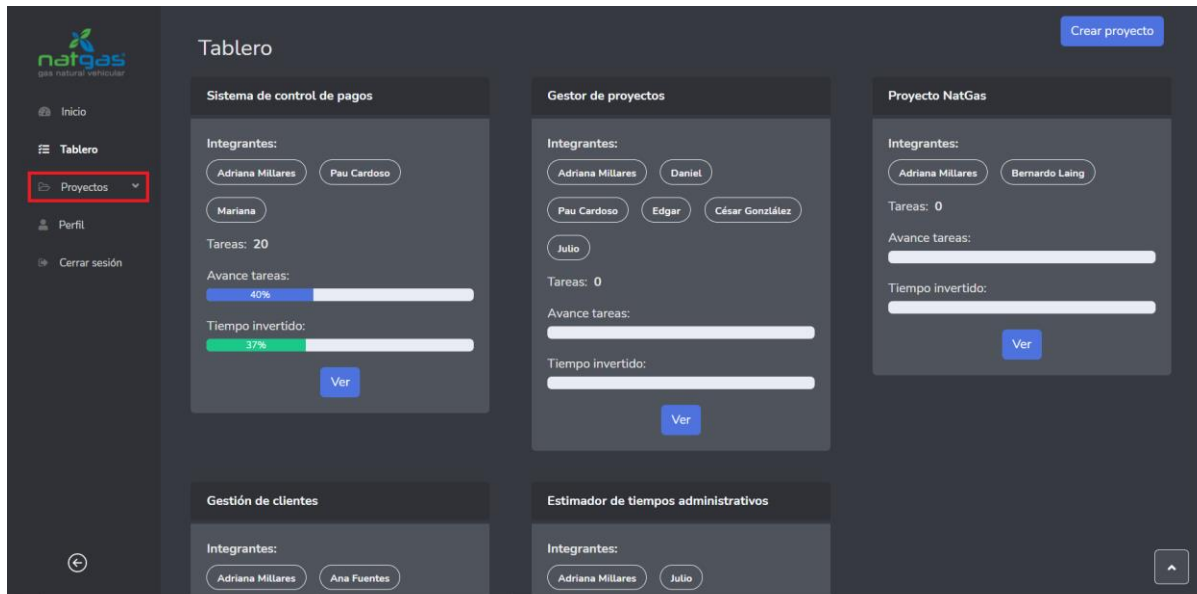 natgas
gas natural vehicular
Inicio
Tablero
Proyectos
Perfil
Cerrar sesión
Tablero
Crear proyecto
Sistema de control de pagos
Integrantes:
Adriana Millares Pau Cardoso
Mariana
Tareas: 20
Avance tareas:
40%
Tiempo invertido:
37%
Ver
Gestor de proyectos
Integrantes:
Adriana Millares Daniel
Pau Cardoso Edgar César Gonzlález
Julio
Tareas: 0
Avance tareas:
Tiempo invertido:
Ver
Proyecto NatGas
Integrantes:
Adriana Millares Bernardo Laing
Tareas: 0
Avance tareas:
Tiempo invertido:
Ver
Gestión de clientes
Integrantes:
Adriana Millares Ana Fuentes
Estimador de tiempos administrativos
Integrantes:
Adriana Millares Julio